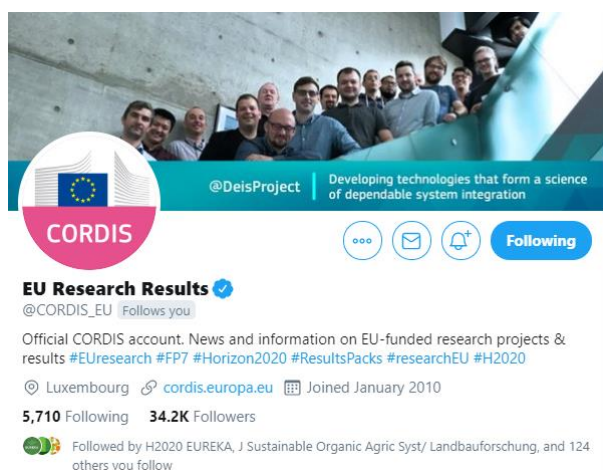 @DeisProject
Developing technologies that form a science
of dependable system integration
CORDIS
Following
EU Research Results
@CORDIS_EU Follows you
Official CORDIS account. News and information on EU-funded research projects &
results #EUresearch #FP7 #Horizon2020 #ResultsPacks #researchEU #H2020
Luxembourg cordis.europa.eu Joined January 2010
5,710 Following 34.2K Followers
Followed by H2020 EUREKA, J Sustainable Organic Agric Syst/ Landbauforschung, and 124
others you follow